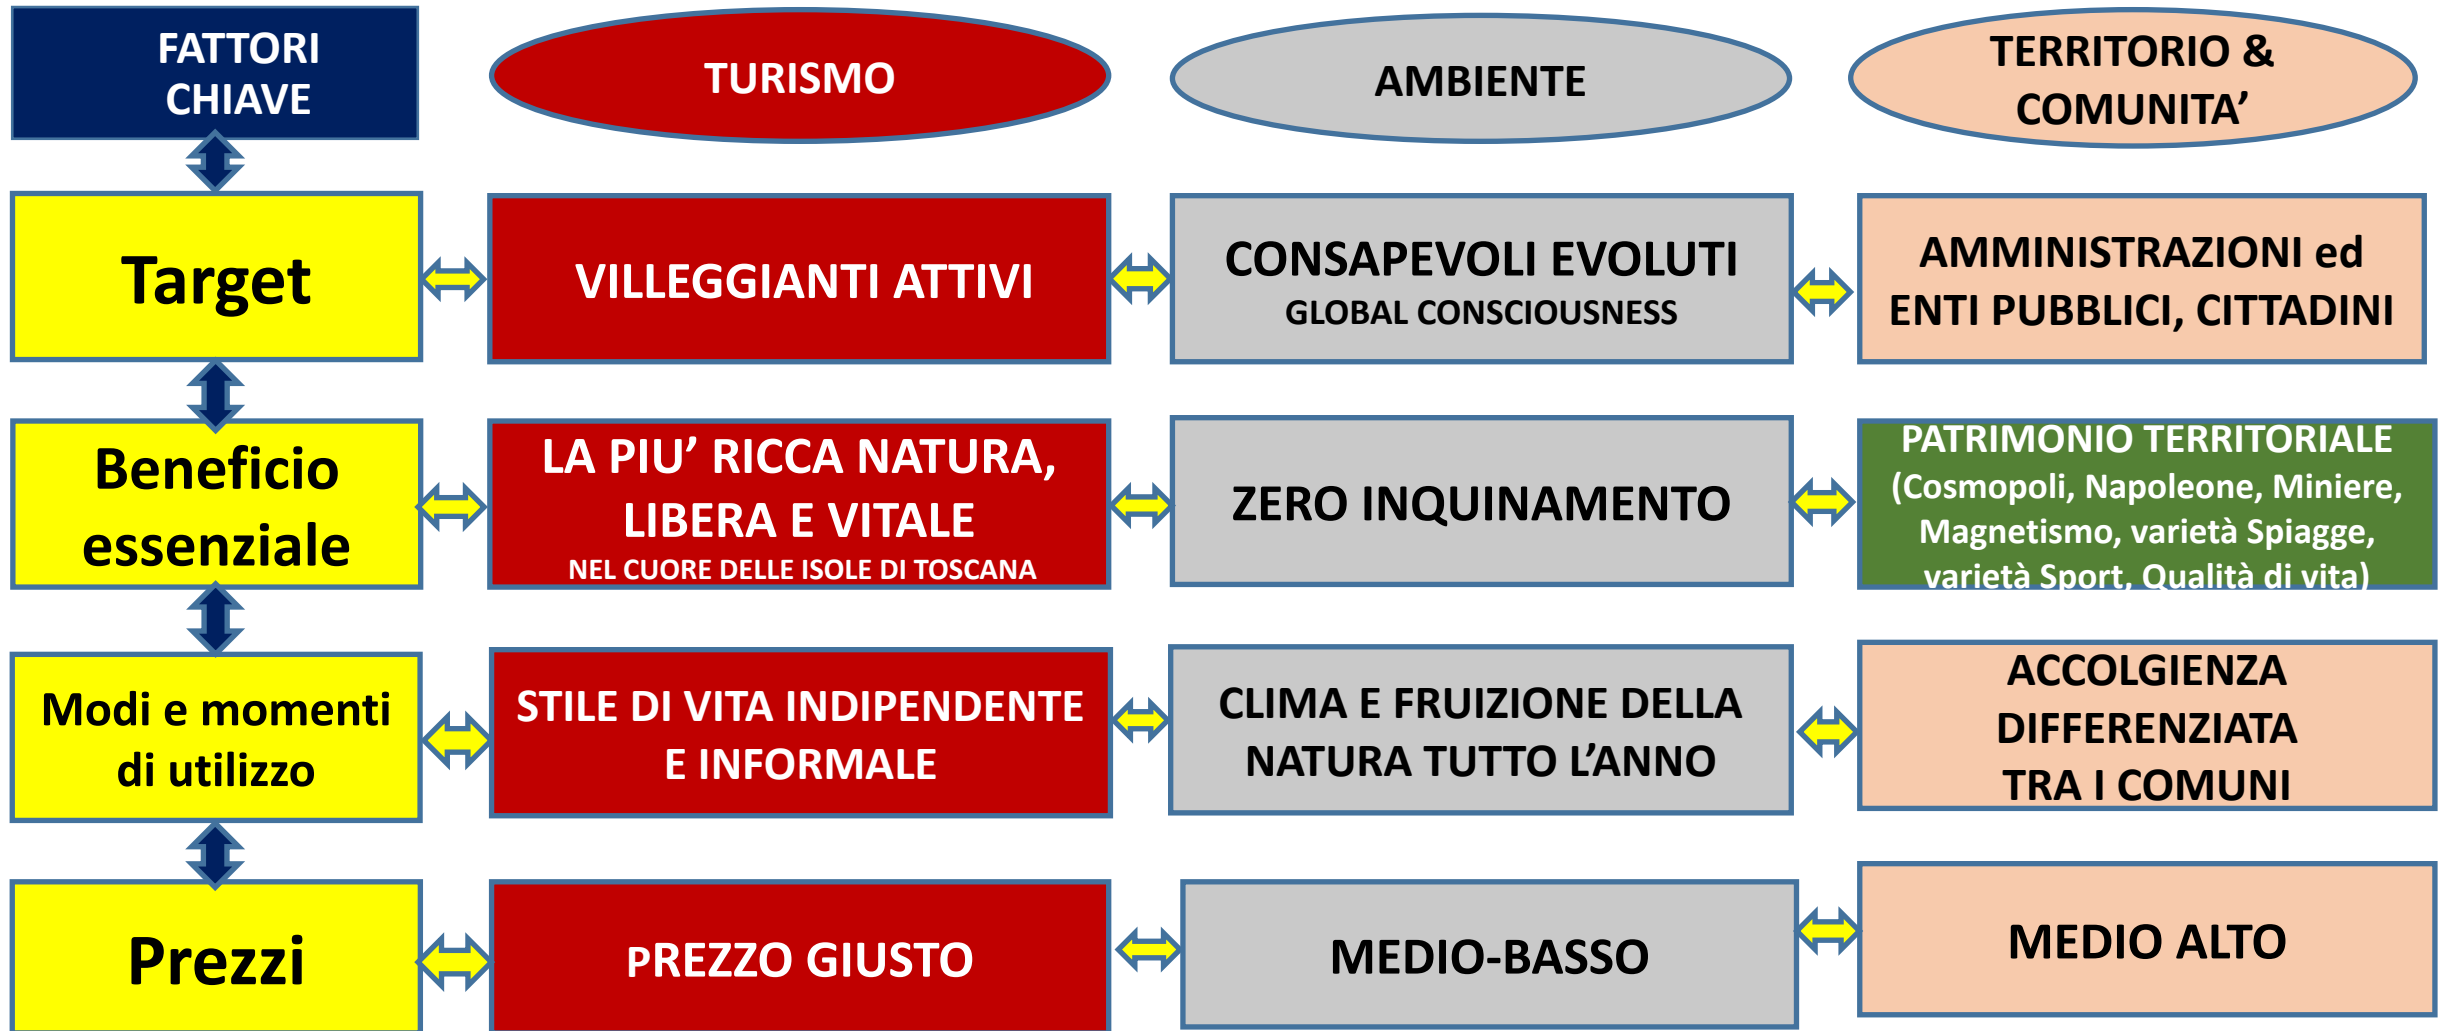 FATTORI
CHIAVE
TURISMO
AMBIENTE
TERRITORIO &
COMUNITA’
Target
VILLEGGIANTI ATTIVI
CONSAPEVOLI EVOLUTI
GLOBAL CONSCIOUSNESS
AMMINISTRAZIONI ed
ENTI PUBBLICI, CITTADINI
Beneficio
essenziale
LA PIU’ RICCA NATURA,
LIBERA E VITALE
NEL CUORE DELLE ISOLE DI TOSCANA
ZERO INQUINAMENTO
PATRIMONIO TERRITORIALE
(Cosmopoli, Napoleone, Miniere,
Magnetismo, varietà Spiagge,
varietà Sport, Qualità di vita)
Modi e momenti
di utilizzo
STILE DI VITA INDIPENDENTE
E INFORMALE
CLIMA E FRUIZIONE DELLA
NATURA TUTTO L’ANNO
ACCOLGIENZA
DIFFERENZIATA
TRA I COMUNI
Prezzi
PREZZO GIUSTO
MEDIO-BASSO
MEDIO ALTO